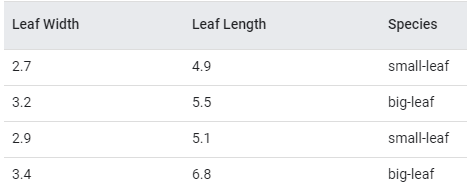 Leaf Width Leaf Length Species
2.7 4.9 small-leaf
3.2 5.5 big-leaf
2.9 5.1 small-leaf
3.4 6.8 big-leaf